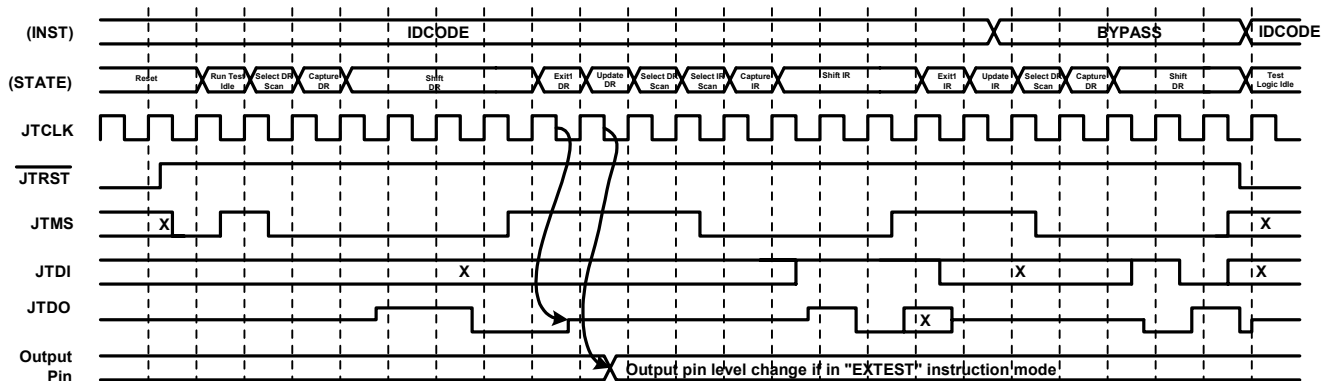 (INST)
IDCODE
BYPASS
IDCODE
(STATE)
Reset
Run Test
Idle
Select DR
Scan
Capture
DR
Shift
DR
Exit1
DR
Update
DR
Select DR
Scan
Select IR
Scan
Capture
IR
Shift IR
Exit1
IR
Update
IR
Select DR
Scan
Capture
DR
Shift
DR
Test
Logic Idle
JTCLK
JTRST
JTMS
X
X
JTDI
X
X
X
JTDO
X
Output
Pin
Output pin level change if in "EXTEST" instruction mode